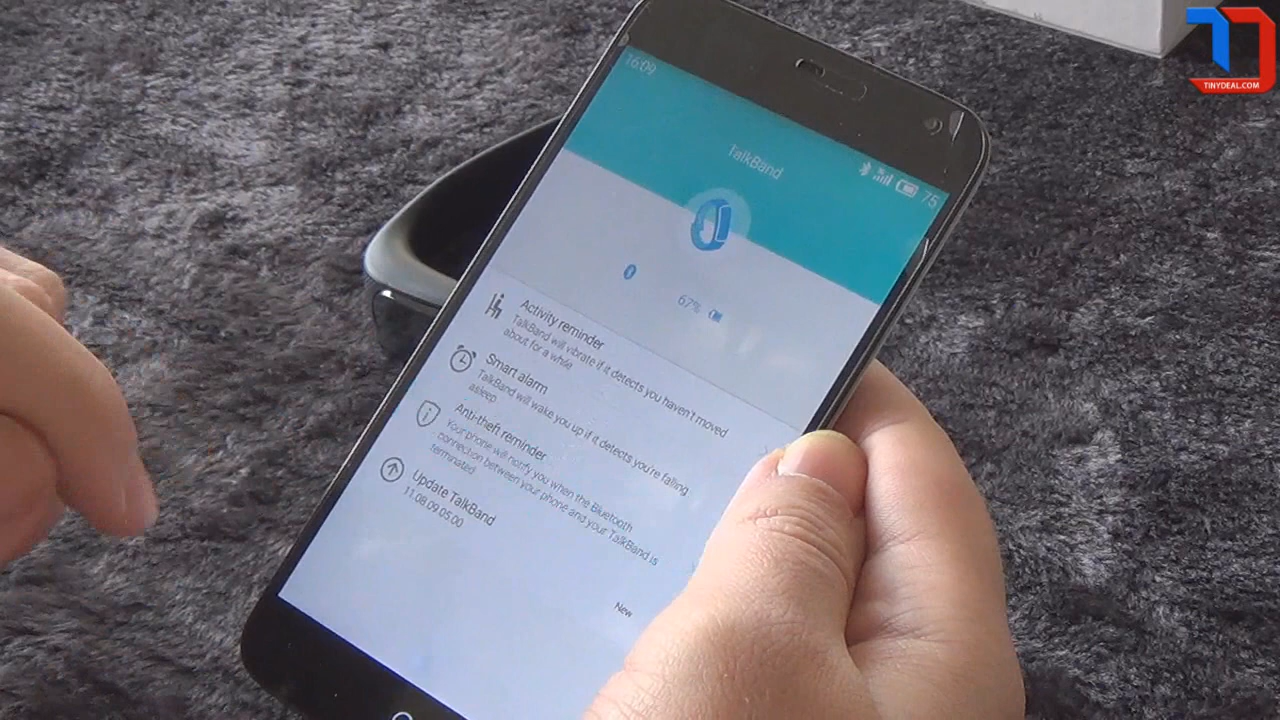 TINYDEAL.COM
16:09
75
TalkBand
67%
Activity reminder
TalkBand will vibrate if it detects you haven't moved
about for a while
Smart alarm
TalkBand will wake you up if it detects you're falling
asleep
Anti-theft reminder
Your phone will notify you when the Bluetooth
connection between your phone and your TalkBand is
terminated
Update TalkBand
11.08.09.05.00
New